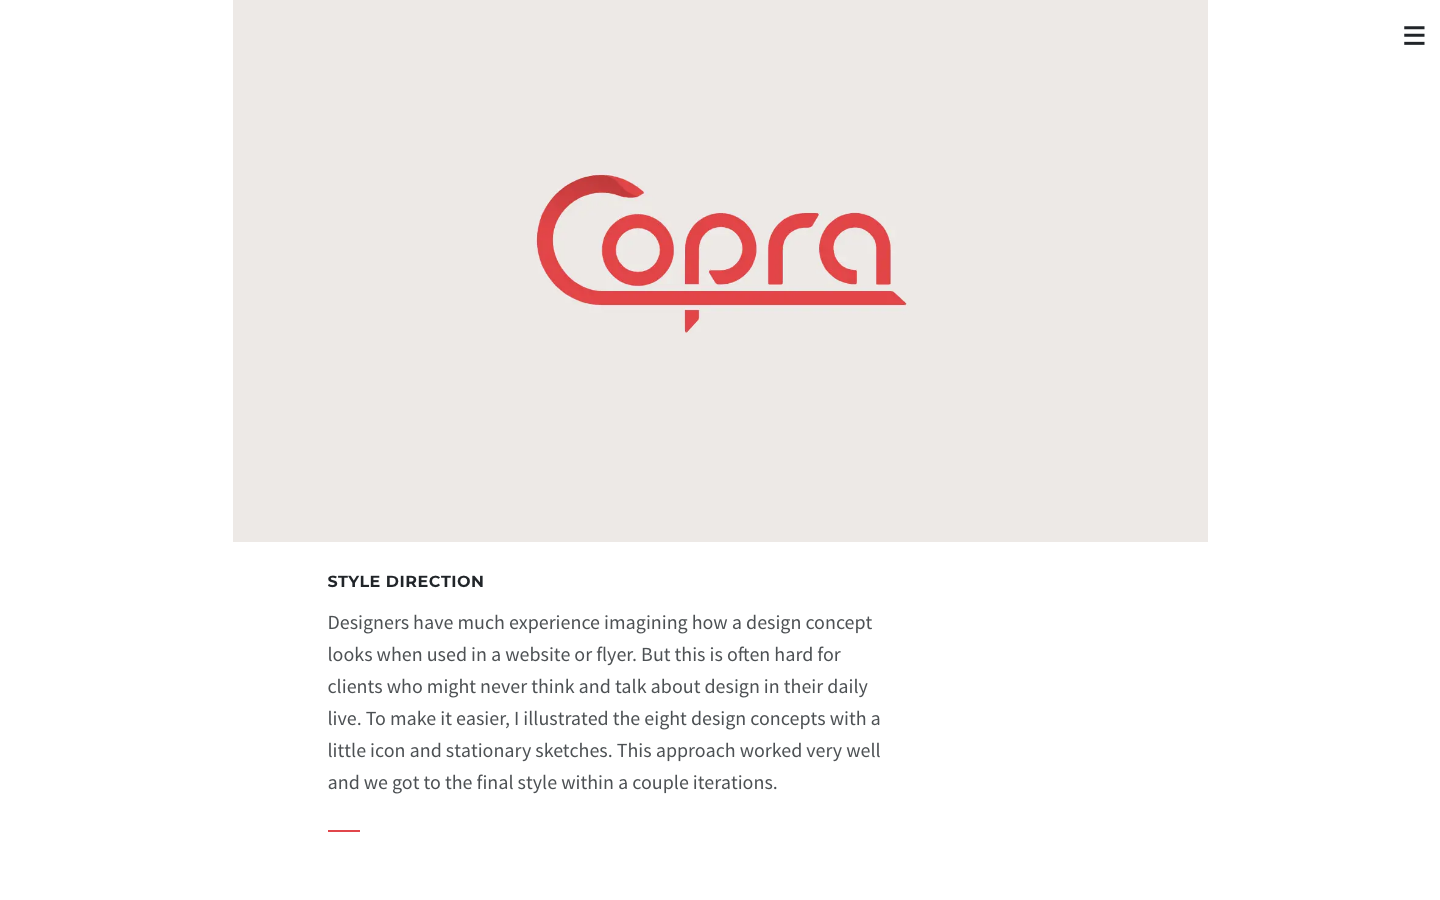 Copra
STYLE DIRECTION
Designers have much experience imagining how a design concept
looks when used in a website or flyer. But this is often hard for
clients who might never think and talk about design in their daily
live. To make it easier, I illustrated the eight design concepts with a
little icon and stationary sketches. This approach worked very well
and we got to the final style within a couple iterations.